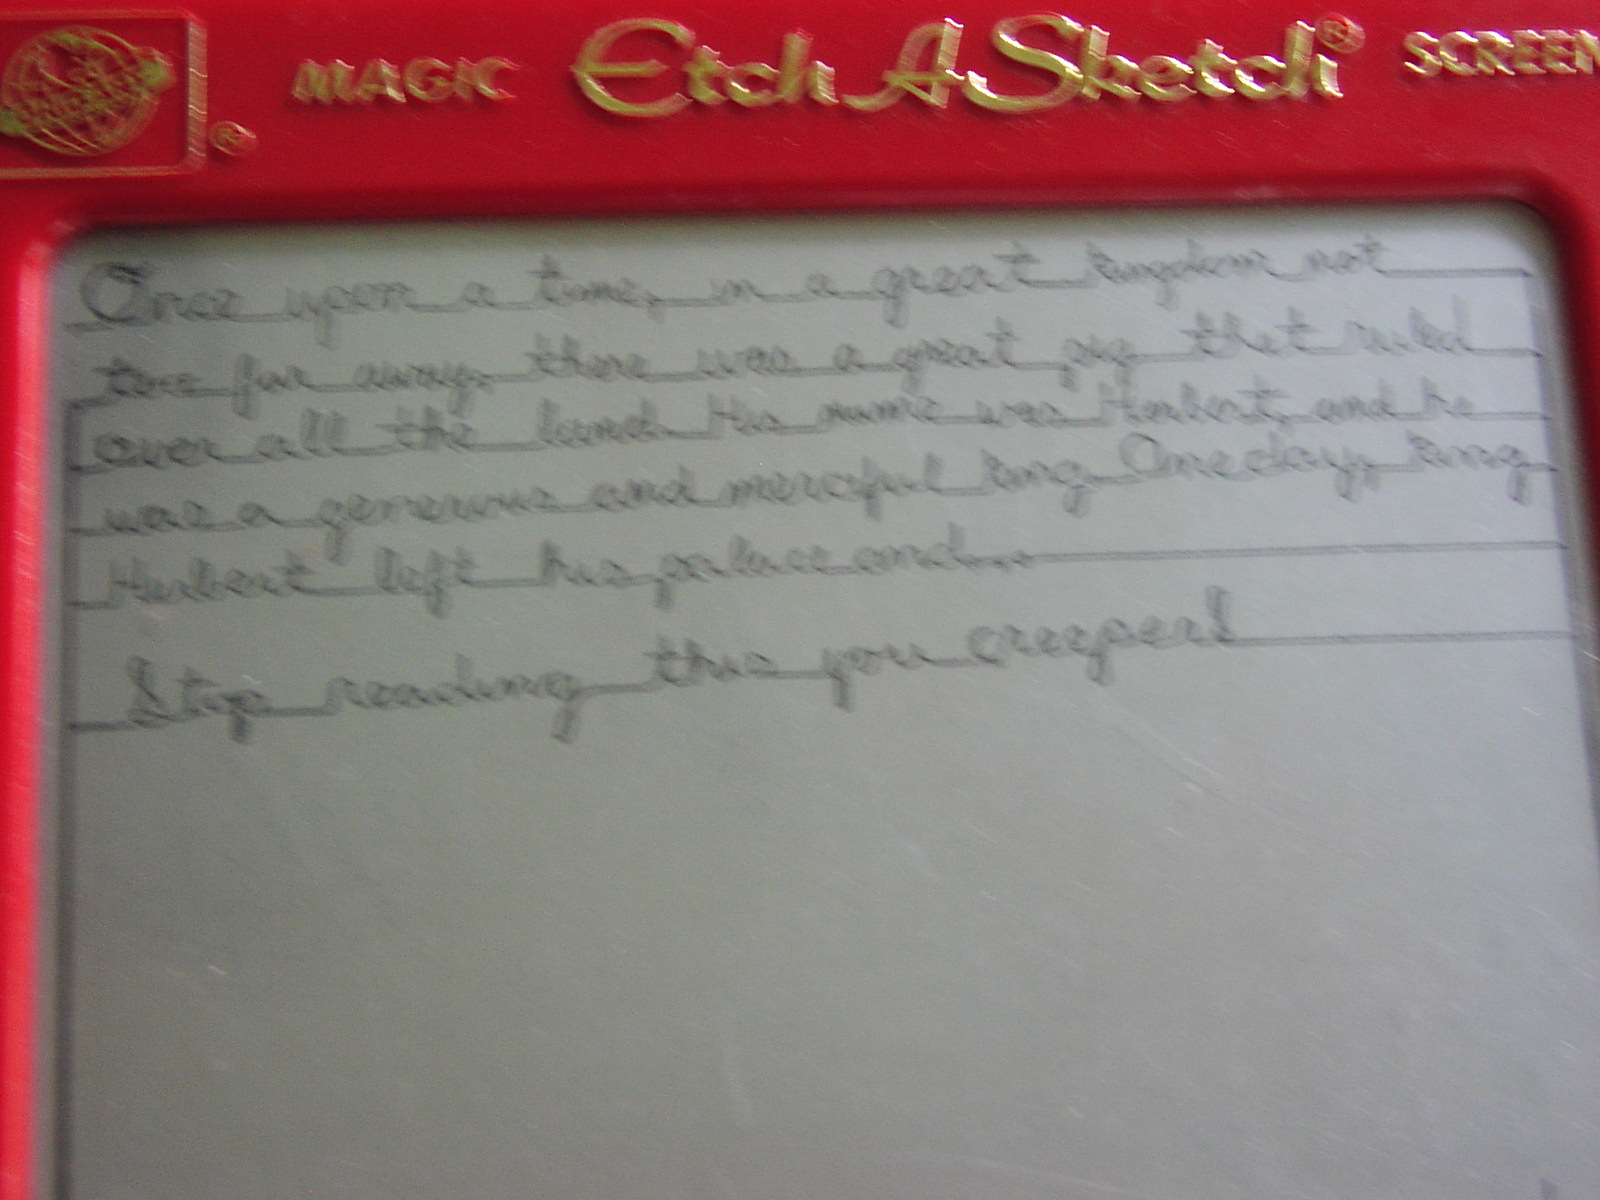 MAGIC Etch A Sketch® SCREEN
®
Once upon a time, in a great kingdom not
too far away, there was a great pig that ruled
over all the land. His name was Herbert, and he
was a generous and merciful king. One day, king
Herbert left his palace and...
Stop reading this you creeper!